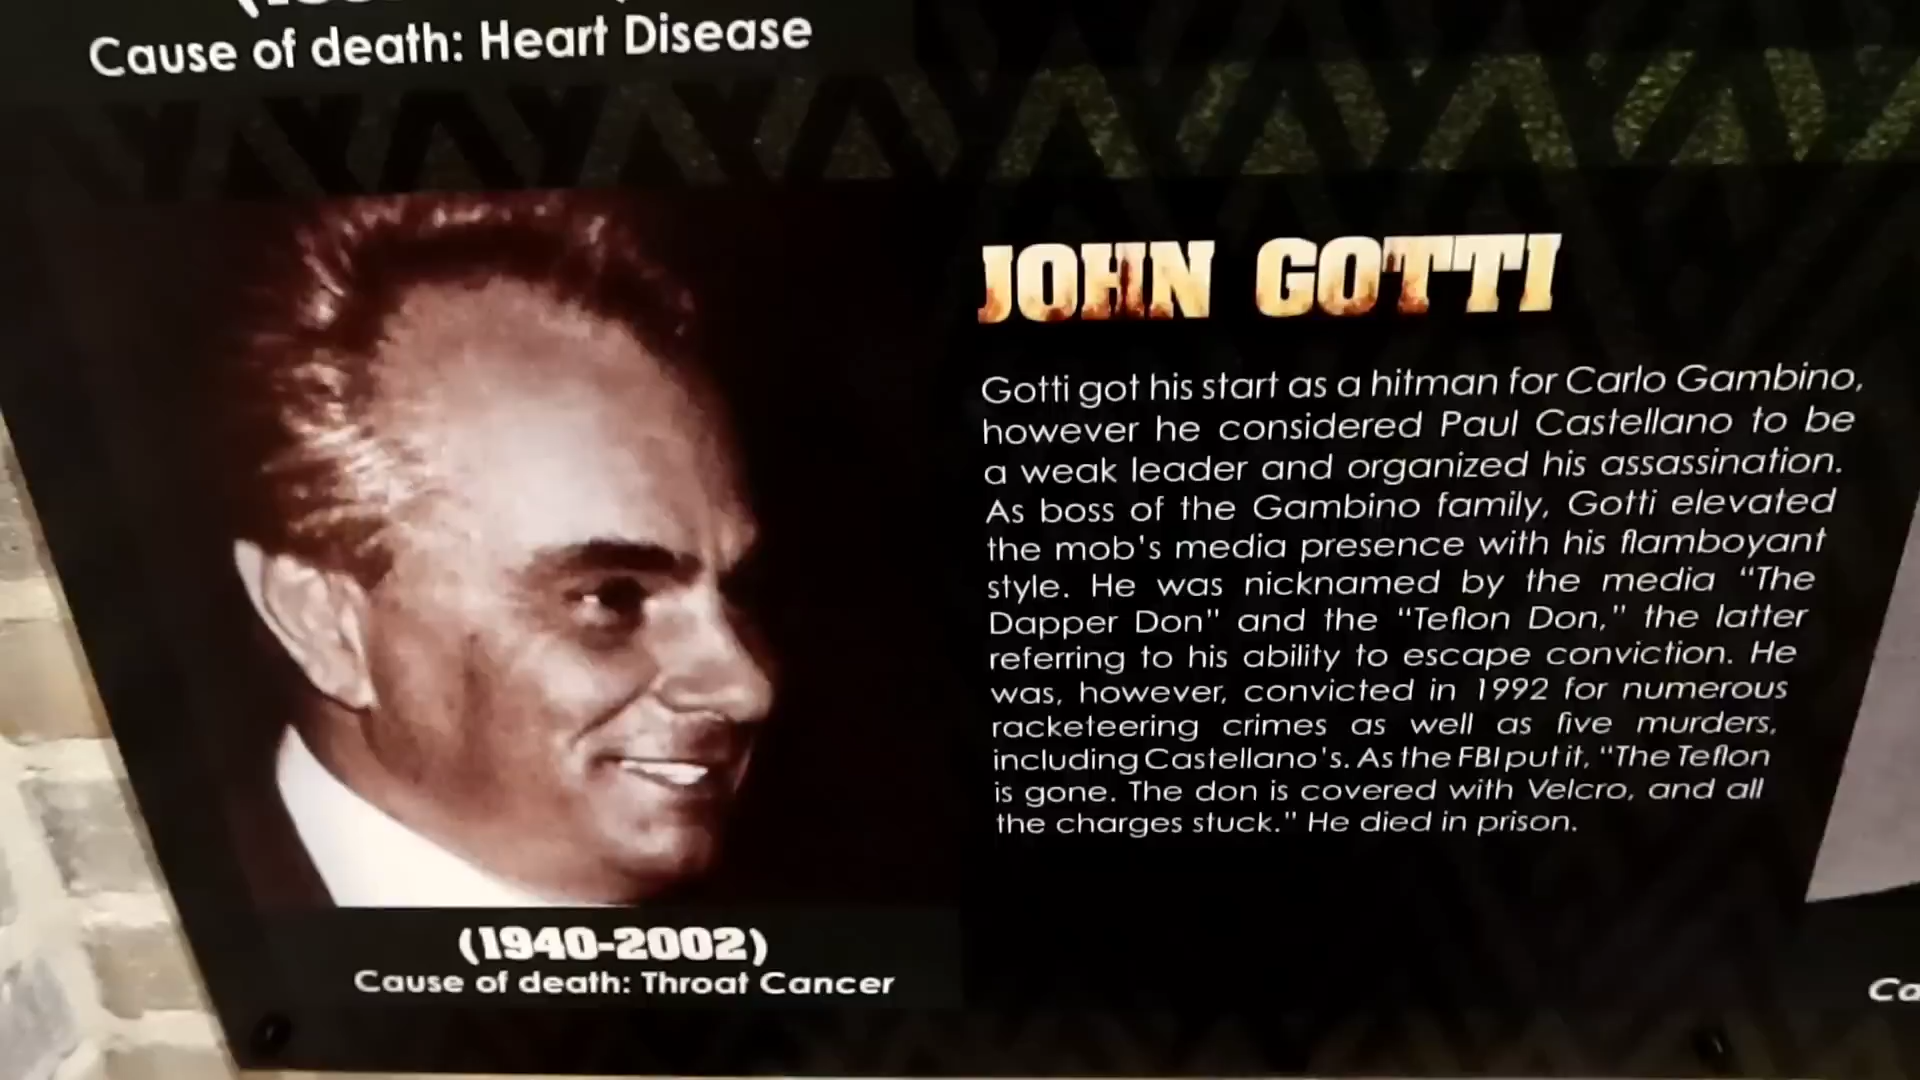 Cause of death: Heart Disease
JOHN GOTTI
Gotti got his start as a hitman for Carlo Gambino,
however he considered Paul Castellano to be
a weak leader and organized his assassination.
As boss of the Gambino family, Gotti elevated
the mob's media presence with his flamboyant
style. He was nicknamed by the media "The
Dapper Don" and the "Teflon Don," the latter
referring to his ability to escape conviction. He
was, however, convicted in 1992 for numerous
racketeering crimes as well as five murders,
including Castellano's. As the FBI put it, "The Teflon
is gone. The don is covered with Velcro, and all
the charges stuck." He died in prison.
(1940-2002)
Cause of death: Throat Cancer